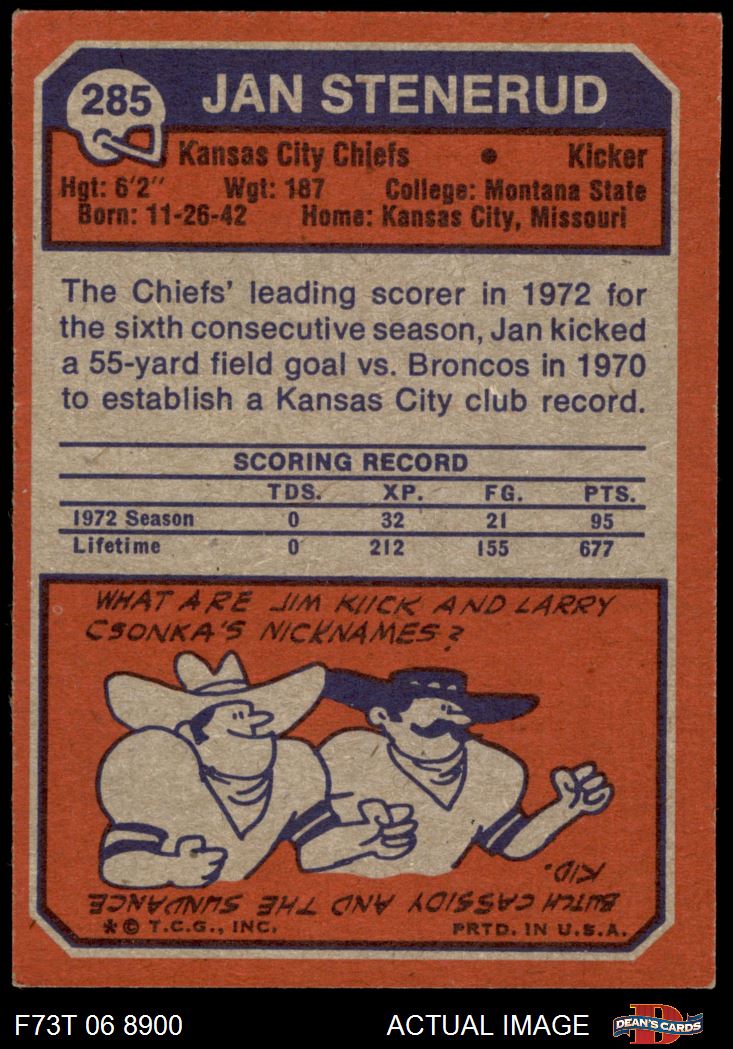 285 JAN STENERUD
Kansas City Chiefs • Kicker
Hgt: 6'2" Wgt: 187 College: Montana State
Born: 11-26-42 Home: Kansas City, Missouri
The Chiefs' leading scorer in 1972 for
the sixth consecutive season, Jan kicked
a 55-yard field goal vs. Broncos in 1970
to establish a Kansas City club record.
SCORING RECORD
TDS. XP. FG. PTS.
1972 Season 0 32 21 95
Lifetime 0 212 155 677
WHAT ARE JIM KIICK AND LARRY
CSONKA'S NICKNAMES?
BUTCH CASSIDY AND THE SUNDANCE
KID.
*© T.C.G., INC. PRTD. IN U.S.A.
F73T 06 8900 ACTUAL IMAGE DEAN'S CARDS